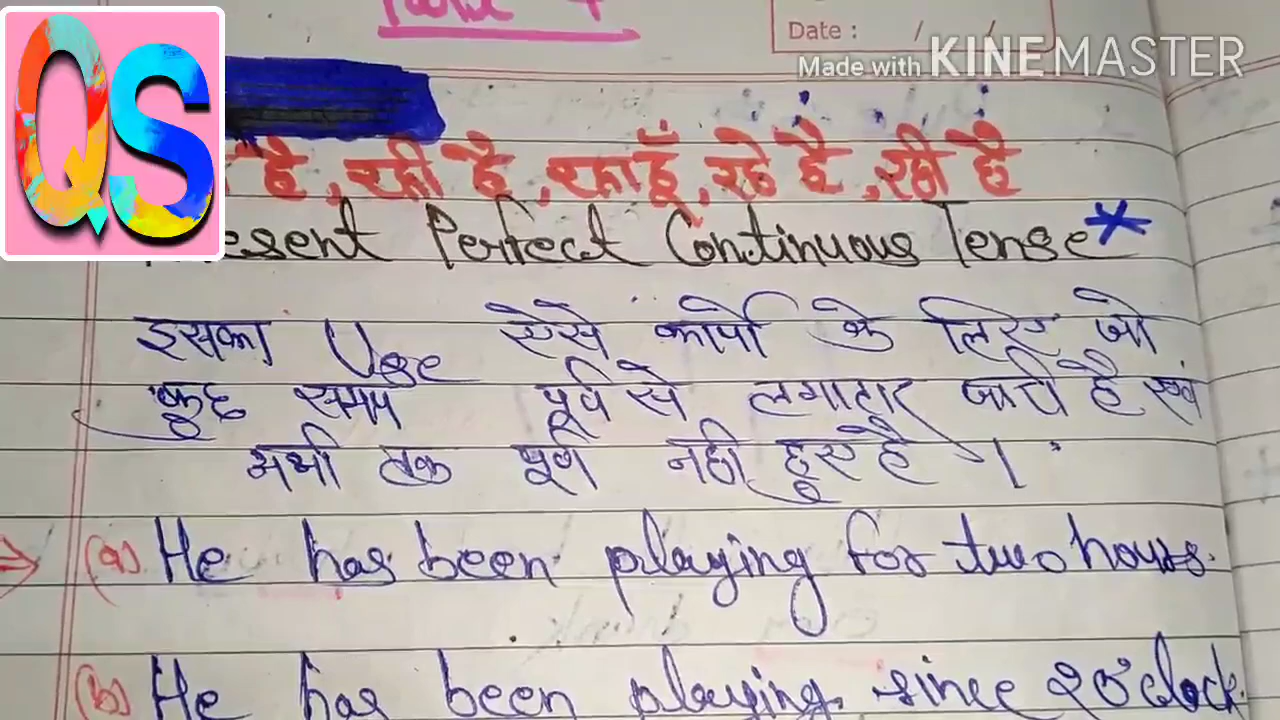 Date : / /
Made with KINEMASTER
QS
है, रही है, रहा हूँ, रहे है, रही है
esent Perfect Continuous Tense*
इसका Use ऐसे कार्यो के लिए जो
कुछ समय पूर्व से लगातार जारी है एवं
अभी तक पूर्ण नही हुए है।
⇒ (a) He has been playing for two hours.
(b) He has been playing since 2 o'clock.